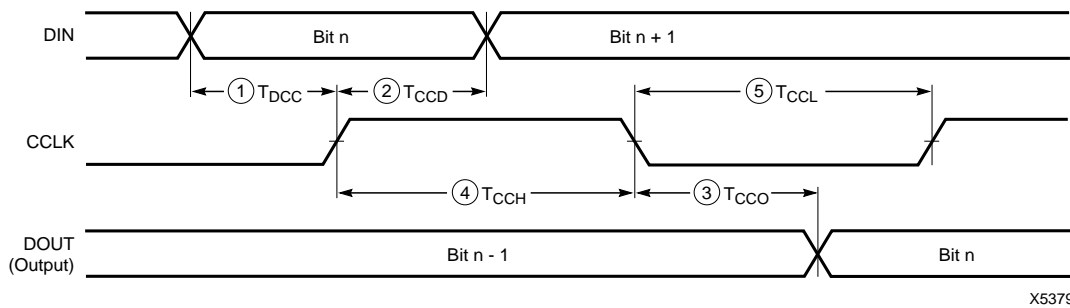 DIN
Bit n
Bit n + 1
1 TDCC
2 TCCD
5 TCCL
CCLK
4 TCCH
3 TCCO
DOUT
(Output)
Bit n - 1
Bit n
X5379